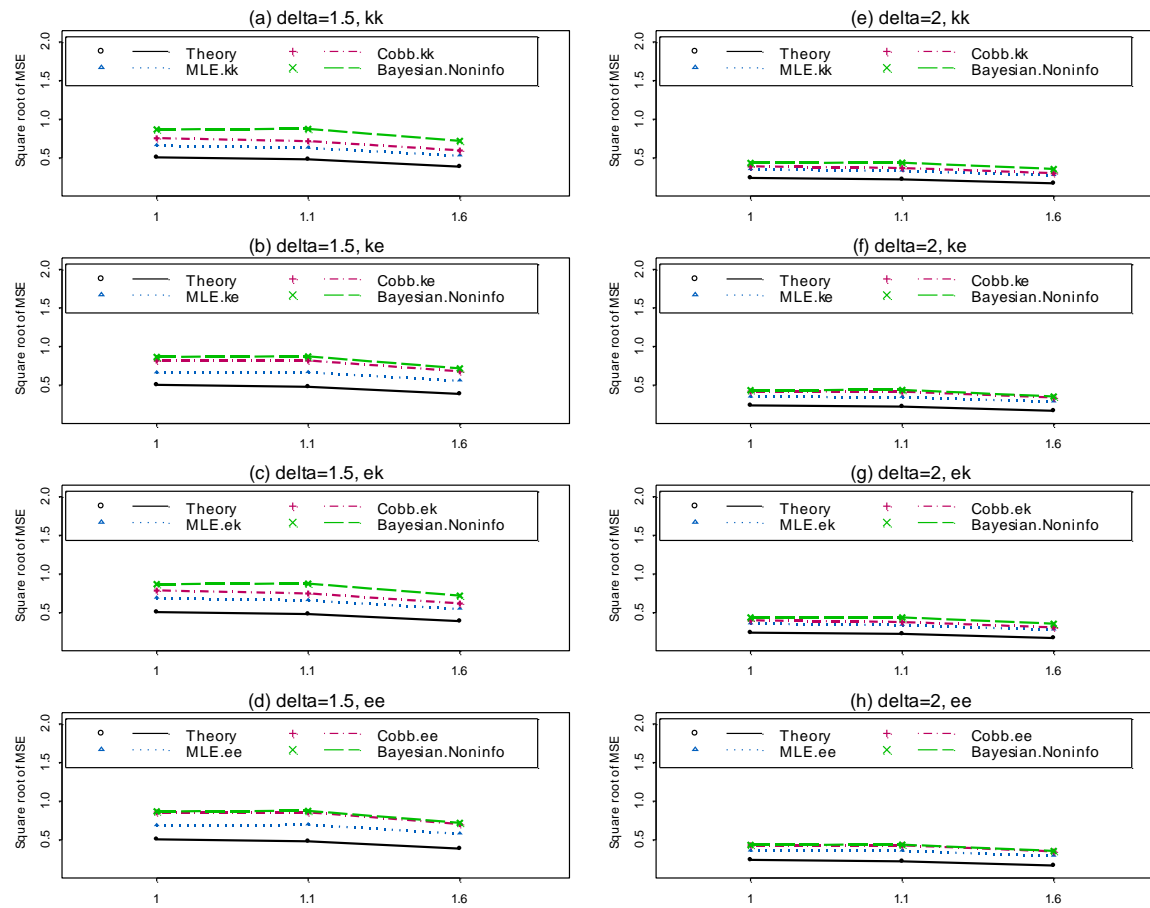 (a) delta=1.5, kk
Square root of MSE
0.5 1.0 2.0
Theory Cobb.kk
MLE.kk Bayesian.Noninfo
1 1.1 1.6
(b) delta=1.5, ke
Square root of MSE
0.5 1.0 1.5 2.0
Theory Cobb.ke
MLE.ke Bayesian.Noninfo
1 1.1 1.6
(c) delta=1.5, ek
Square root of MSE
0.5 1.0 1.5 2.0
Theory Cobb.ek
MLE.ek Bayesian.Noninfo
1 1.1 1.6
(d) delta=1.5, ee
Square root of MSE
0.5 1.0 1.5 2.0
Theory Cobb.ee
MLE.ee Bayesian.Noninfo
1 1.1 1.6
(e) delta=2, kk
Square root of MSE
0.5 1.0 2.0
Theory Cobb.kk
MLE.kk Bayesian.Noninfo
1 1.1 1.6
(f) delta=2, ke
Square root of MSE
0.5 1.0 1.5 2.0
Theory Cobb.ke
MLE.ke Bayesian.Noninfo
1 1.1 1.6
(g) delta=2, ek
Square root of MSE
0.5 1.0 1.5 2.0
Theory Cobb.ek
MLE.ek Bayesian.Noninfo
1 1.1 1.6
(h) delta=2, ee
Square root of MSE
0.5 1.0 1.5 2.0
Theory Cobb.ee
MLE.ee Bayesian.Noninfo
1 1.1 1.6